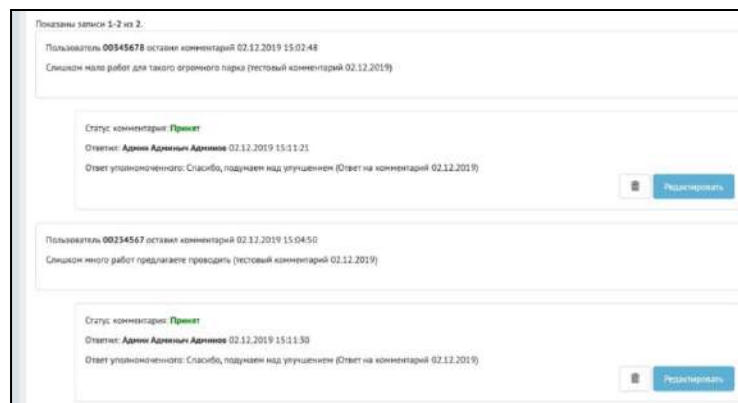 Показаны записи 1-2 из 2.
Пользователь 00345678 оставил комментарий 02.12.2019 15:02:48
Слишком мало работ для такого огромного парка (тестовый комментарий 02.12.2019)
Статус комментария: Принят
Ответил: Админ Админыч Админов 02.12.2019 15:11:21
Ответ уполномоченного: Спасибо, подумаем над улучшением (Ответ на комментарий 02.12.2019)
Редактировать
Пользователь 00234567 оставил комментарий 02.12.2019 15:04:50
Слишком много работ предлагаете проводить (тестовый комментарий 02.12.2019)
Статус комментария: Принят
Ответил: Админ Админыч Админов 02.12.2019 15:11:30
Ответ уполномоченного: Спасибо, подумаем над улучшением (Ответ на комментарий 02.12.2019)
Редактировать